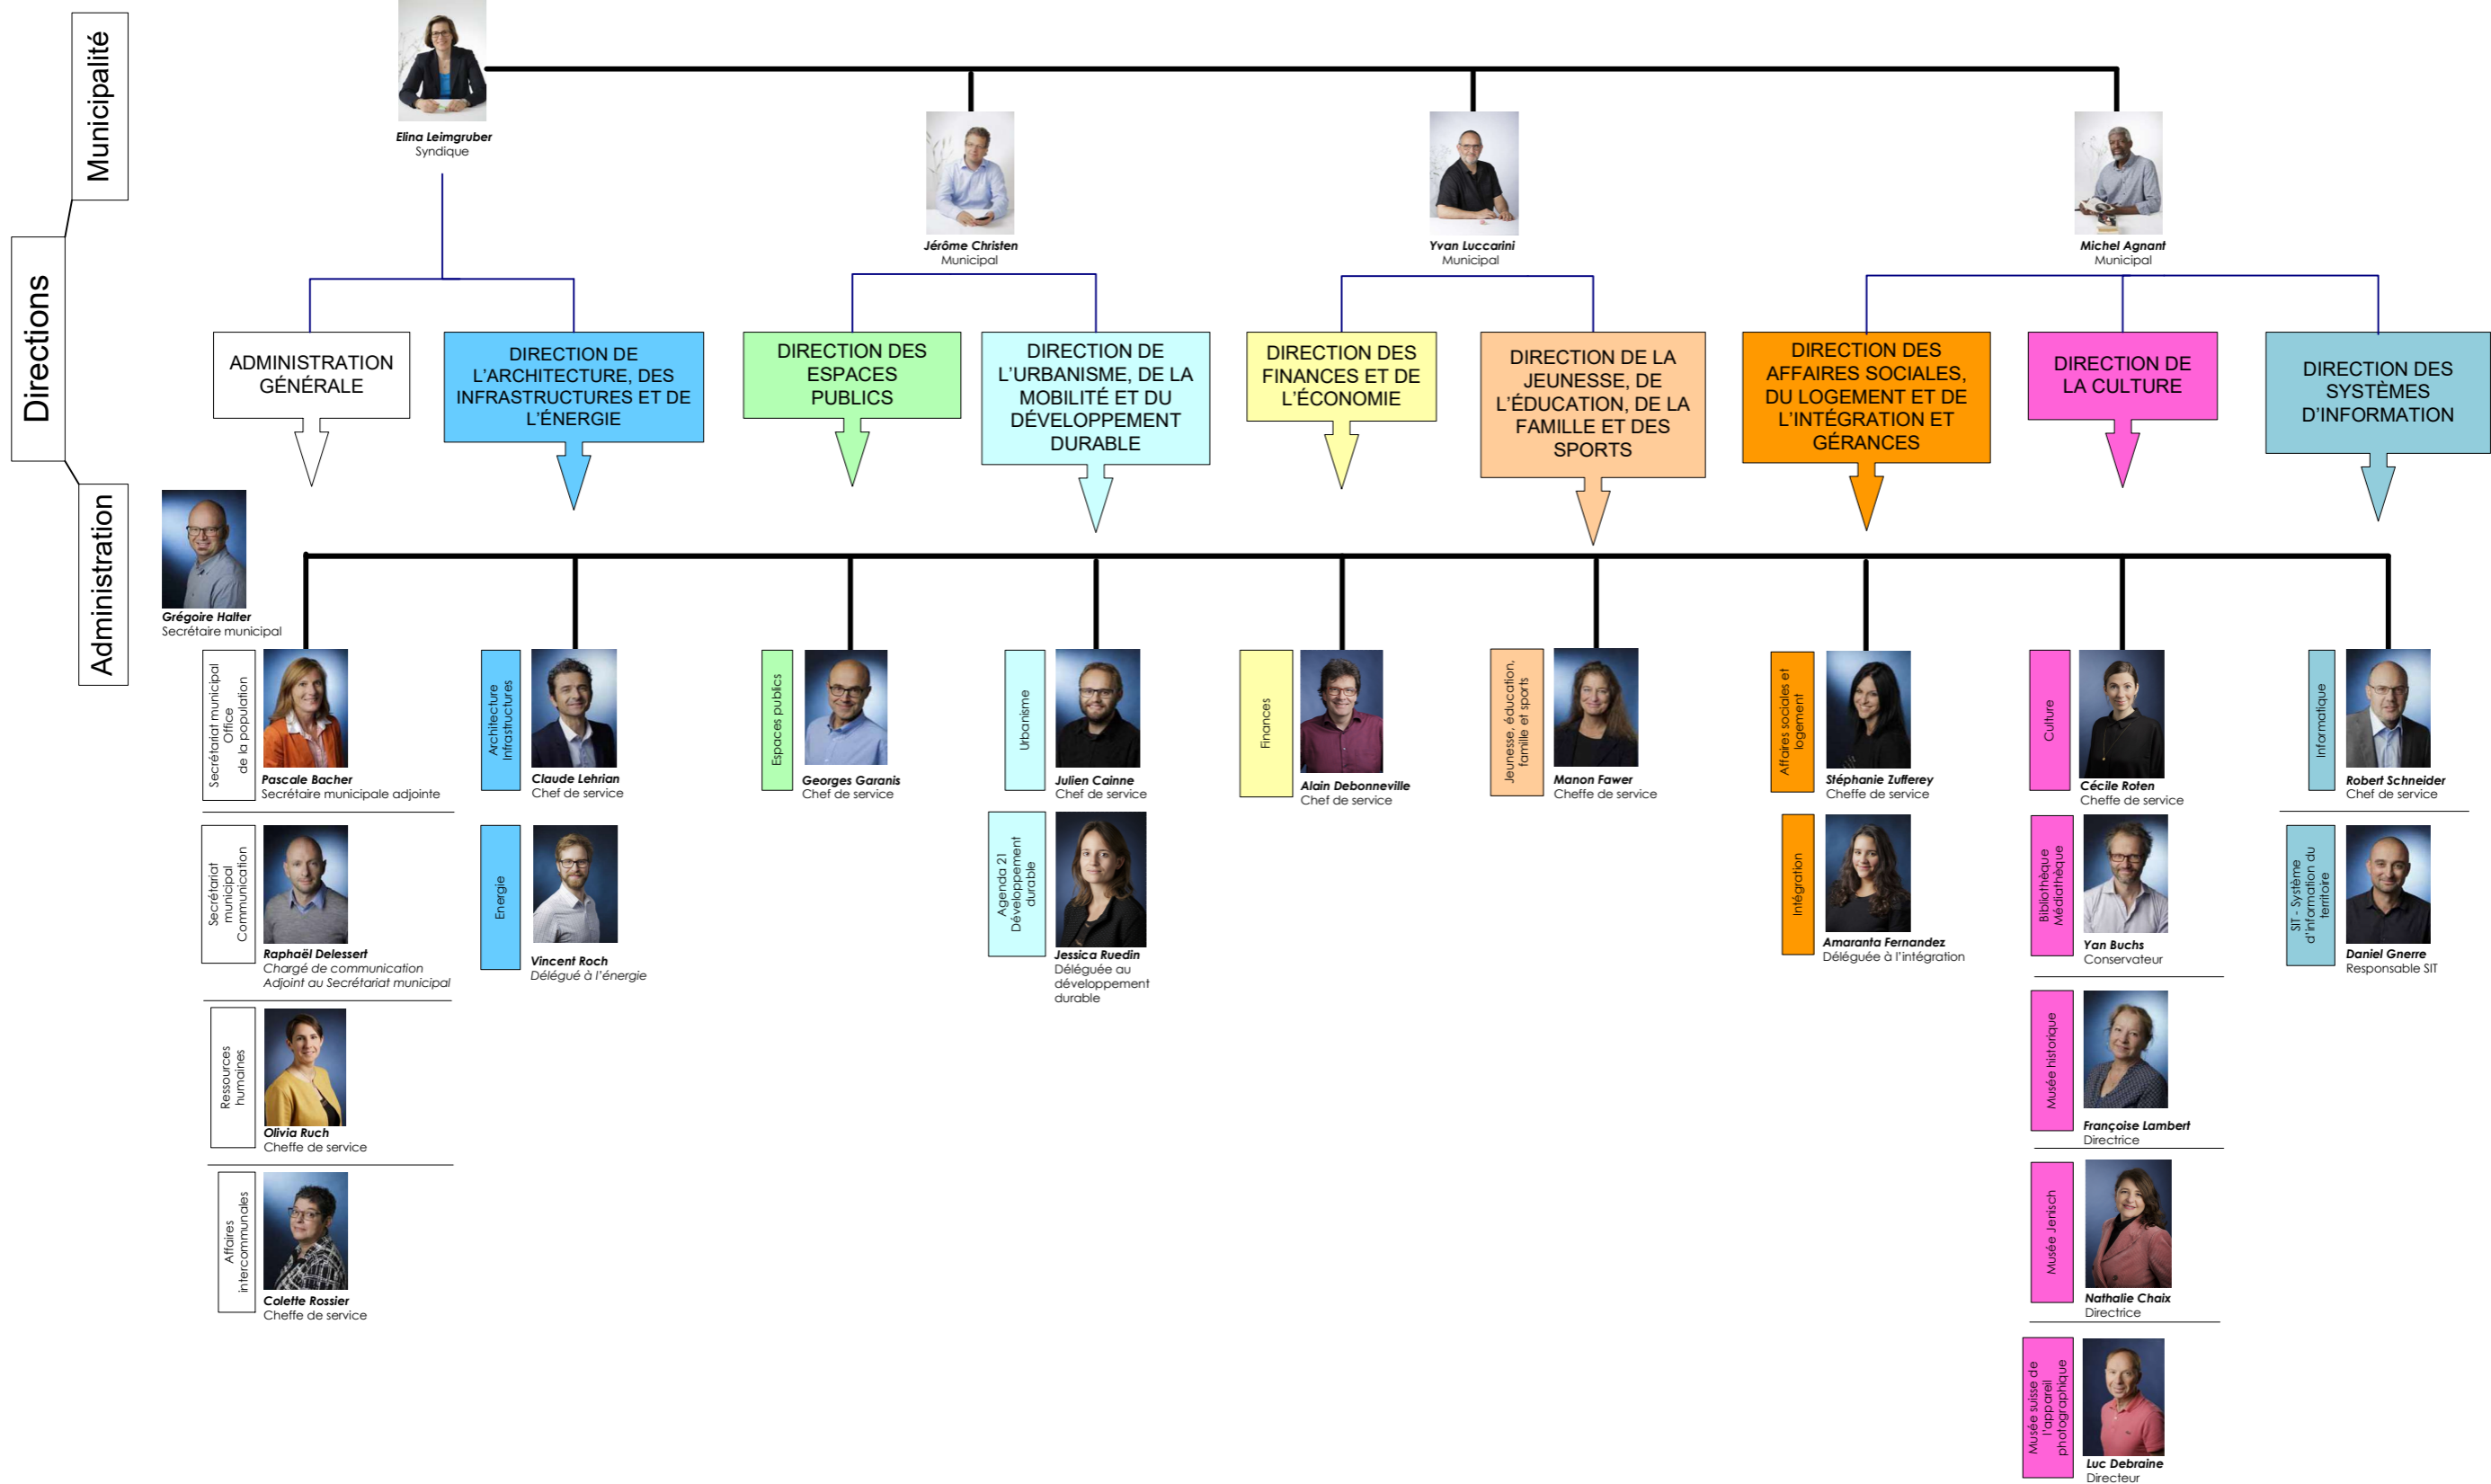 Municipalité
Directions
Administration
Elina Leimgruber
Syndique
Jérôme Christen
Municipal
Yvan Luccarini
Municipal
Michel Agnant
Municipal
ADMINISTRATION
GÉNÉRALE
DIRECTION DE
L'ARCHITECTURE, DES
INFRASTRUCTURES ET DE
L'ÉNERGIE
DIRECTION DES
ESPACES
PUBLICS
DIRECTION DE
L'URBANISME, DE LA
MOBILITÉ ET DU
DÉVELOPPEMENT
DURABLE
DIRECTION DES
FINANCES ET DE
L'ÉCONOMIE
DIRECTION DE LA
JEUNESSE, DE
L'ÉDUCATION, DE LA
FAMILLE ET DES
SPORTS
DIRECTION DES
AFFAIRES SOCIALES,
DU LOGEMENT ET DE
L'INTÉGRATION ET
GÉRANCES
DIRECTION DE
LA CULTURE
DIRECTION DES
SYSTÈMES
D'INFORMATION
Grégoire Halter
Secrétaire municipal
Secrétariat municipal
Office
de la population
Pascale Bacher
Secrétaire municipale adjointe
Architecture
Infrastructures
Claude Lehrian
Chef de service
Espaces publics
Georges Garanis
Chef de service
Urbanisme
Julien Cainne
Chef de service
Finances
Alain Debonneville
Chef de service
Jeunesse, éducation,
famille et sports
Manon Fawer
Cheffe de service
Affaires sociales et
logement
Stéphanie Zufferey
Cheffe de service
Culture
Cécile Roten
Cheffe de service
Informatique
Robert Schneider
Chef de service
Secrétariat
municipal
Communication
Raphaël Delessert
Chargé de communication
Adjoint au Secrétariat municipal
Energie
Vincent Roch
Délégué à l'énergie
Agenda 21
Développement
durable
Jessica Ruedin
Déléguée au
développement
durable
Intégration
Amaranta Fernandez
Déléguée à l'intégration
Bibliothèque
Médiathèque
Yan Buchs
Conservateur
SIT - Système
d'information du
territoire
Daniel Gnerre
Responsable SIT
Ressources
humaines
Olivia Ruch
Cheffe de service
Musée historique
Françoise Lambert
Directrice
Affaires
intercommunales
Colette Rossier
Cheffe de service
Musée Jenisch
Nathalie Chaix
Directrice
Musée suisse de
l'appareil
photographique
Luc Debraine
Directeur